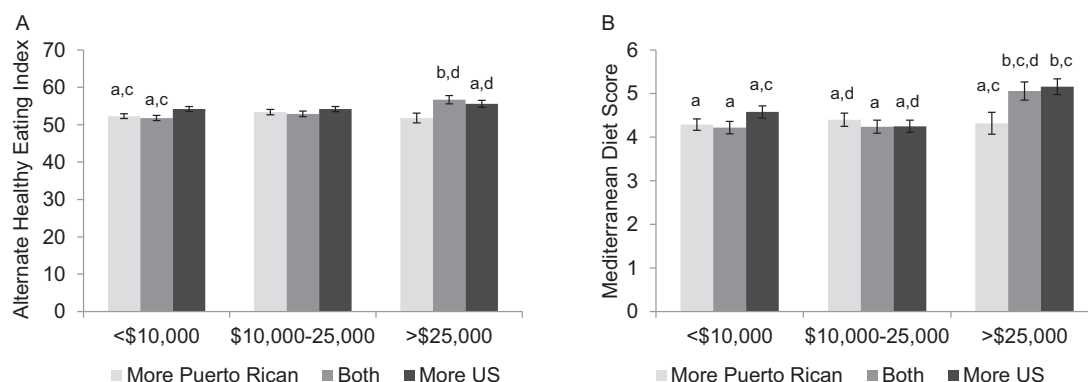 A
Alternate Healthy Eating Index
70
60
50
40
30
20
10
0
a,c
a,c
b,d
a,d
<$10,000
$10,000-25,000
>$25,000
More Puerto Rican
Both
More US
B
Mediterranean Diet Score
6
5
4
3
2
1
0
a
a
a,c
a,d
a
a,d
a,c
b,c,d
b,c
<$10,000
$10,000-25,000
>$25,000
More Puerto Rican
Both
More US